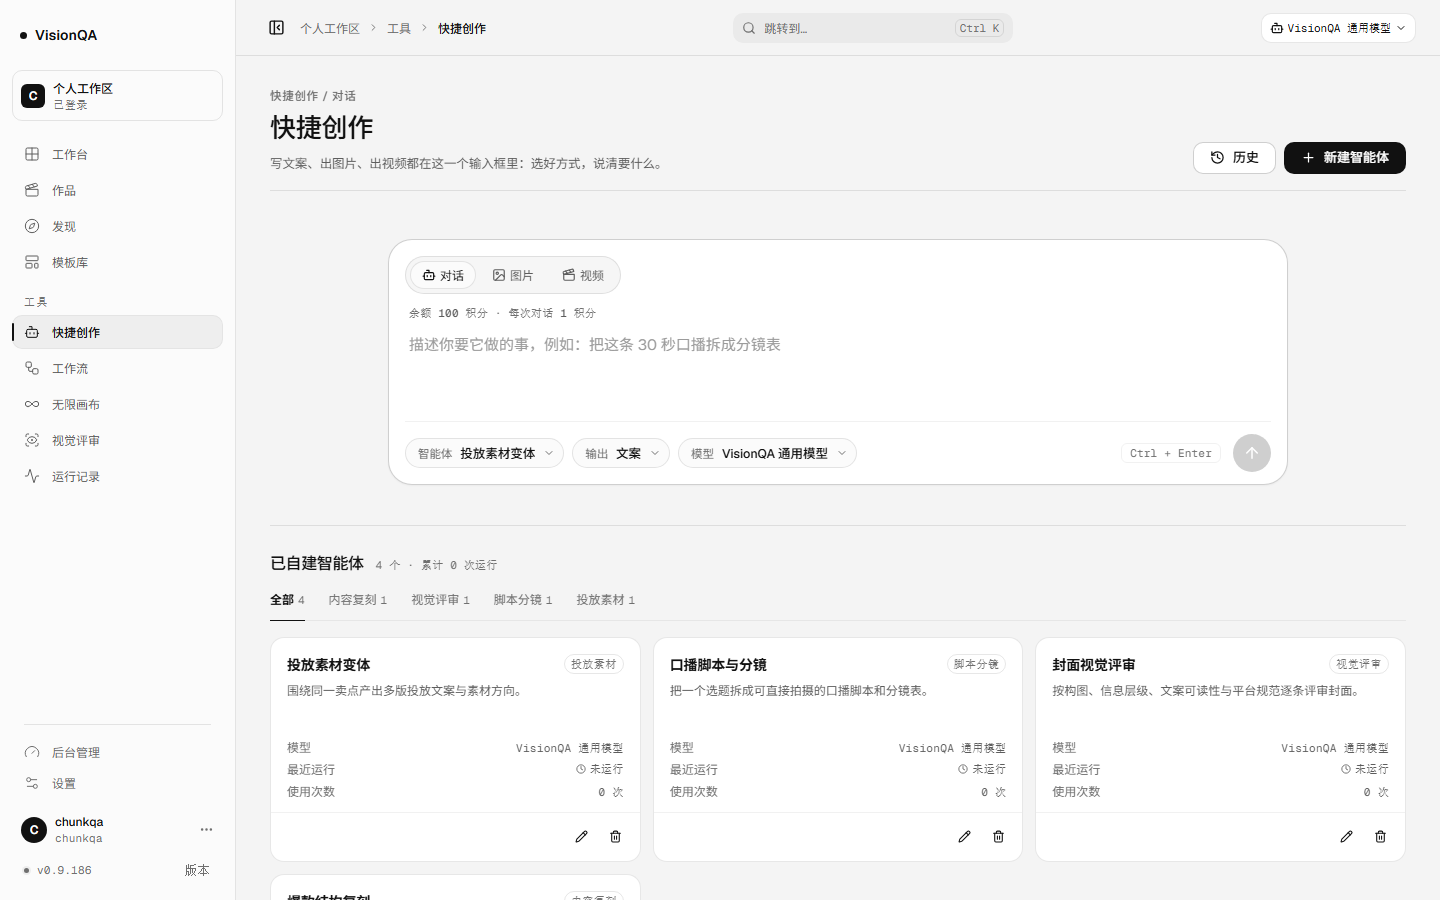 VisionQA
C
个人工作区
已登录
工作台
作品
发现
模板库
工具
快捷创作
工作流
无限画布
视觉评审
运行记录
后台管理
设置
C
chunkqa
chunkqa
v0.9.186
版本
个人工作区
工具
快捷创作
跳转到…
Ctrl K
VisionQA 通用模型
快捷创作 / 对话
快捷创作
写文案、出图片、出视频都在这一个输入框里：选好方式，说清要什么。
历史
新建智能体
对话
图片
视频
余额 100 积分 · 每次对话 1 积分
描述你要它做的事，例如：把这条 30 秒口播拆成分镜表
智能体 投放素材变体
输出 文案
模型 VisionQA 通用模型
Ctrl + Enter
已自建智能体 4 个 · 累计 0 次运行
全部 4
内容复刻 1
视觉评审 1
脚本分镜 1
投放素材 1
投放素材变体
投放素材
围绕同一卖点产出多版投放文案与素材方向。
模型 VisionQA 通用模型
最近运行 未运行
使用次数 0 次
口播脚本与分镜
脚本分镜
把一个选题拆成可直接拍摄的口播脚本和分镜表。
模型 VisionQA 通用模型
最近运行 未运行
使用次数 0 次
封面视觉评审
视觉评审
按构图、信息层级、文案可读性与平台规范逐条评审封面。
模型 VisionQA 通用模型
最近运行 未运行
使用次数 0 次
爆款结构复刻
内容复刻